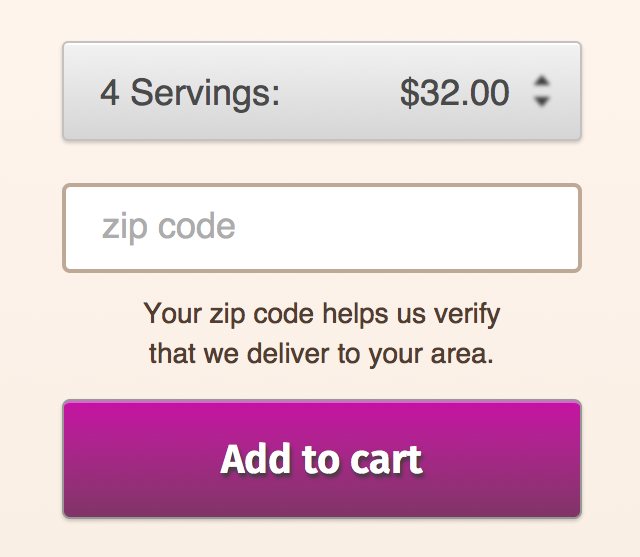 4 Servings: $32.00
zip code
Your zip code helps us verify
that we deliver to your area.
Add to cart